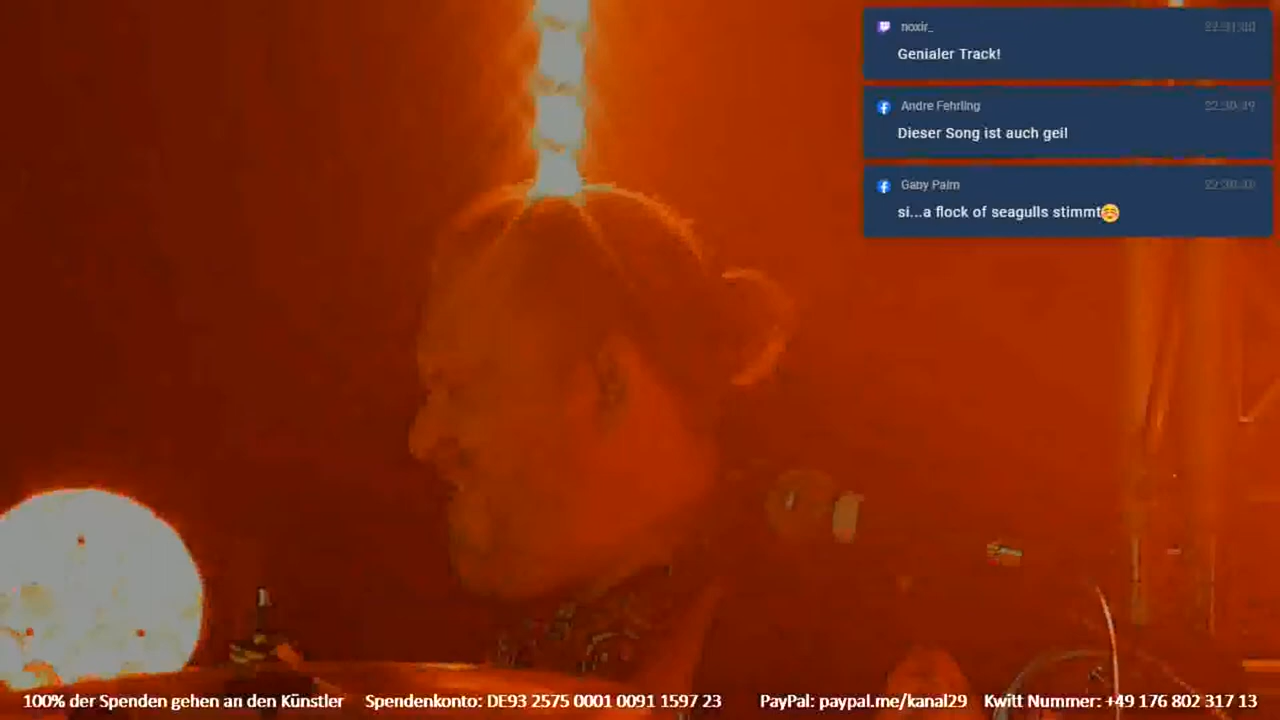 noxir_
Genialer Track!
Andre Fehrling
Dieser Song ist auch geil
Gaby Palm
si...a flock of seagulls stimmt☺️
100% der Spenden gehen an den Künstler Spendenkonto: DE93 2575 0001 0091 1597 23 PayPal: paypal.me/kanal29 Kwitt Nummer: +49 176 802 317 13